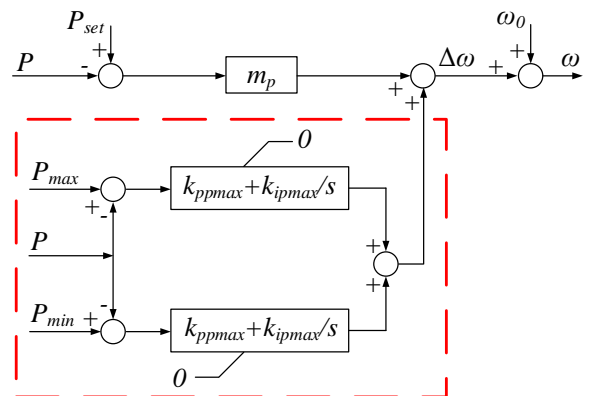 P_set
ω_0
+
P
-
m_p
+
+
Δω
+
+
ω
0
P_max
k_ppmax+k_ipmax/s
+
-
P
+
+
-
P_min
+
k_ppmax+k_ipmax/s
0